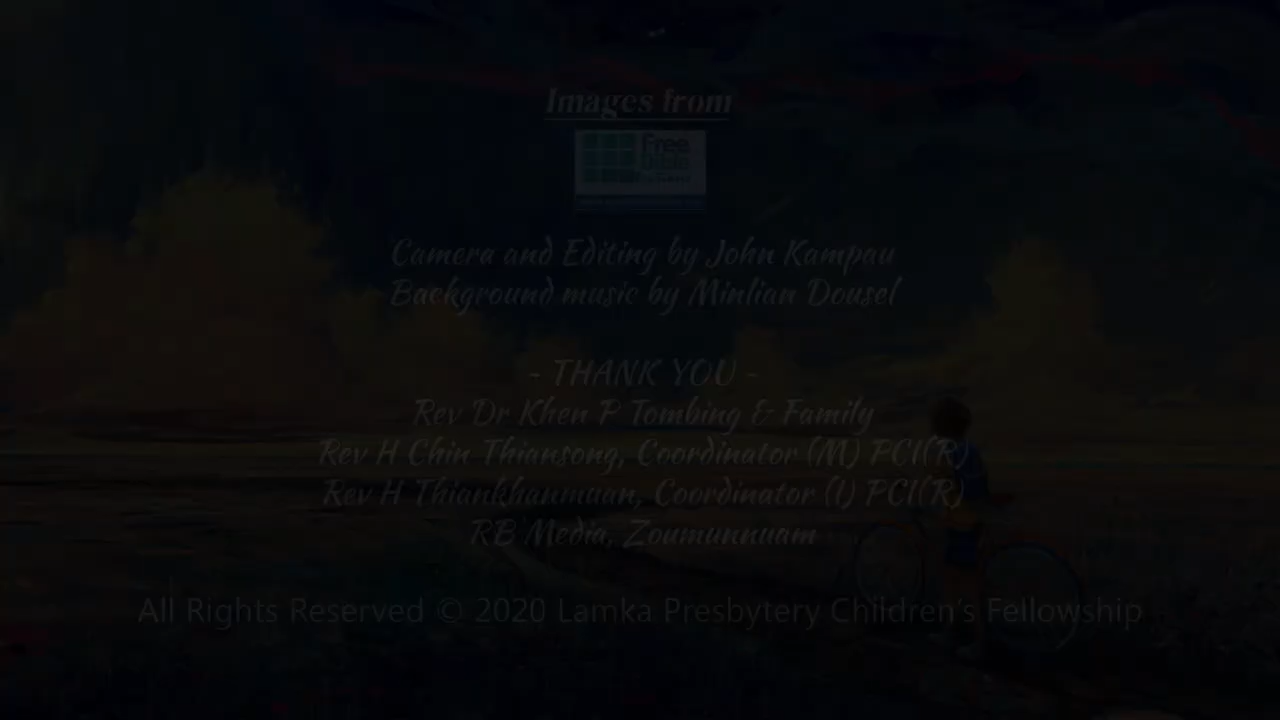 Images from
Free
Camera and Editing by John Kampau
Background music by Minlian Dousel
- THANK YOU -
Rev Dr Khen P Tombing & Family
Rev H Chin Thiansong, Coordinator (M) PCI(R)
Rev H Thiankhanmuan, Coordinator (I) PCI(R)
RB Media, Zoumunnuam
All Rights Reserved © 2020 Lamka Presbytery Children's Fellowship